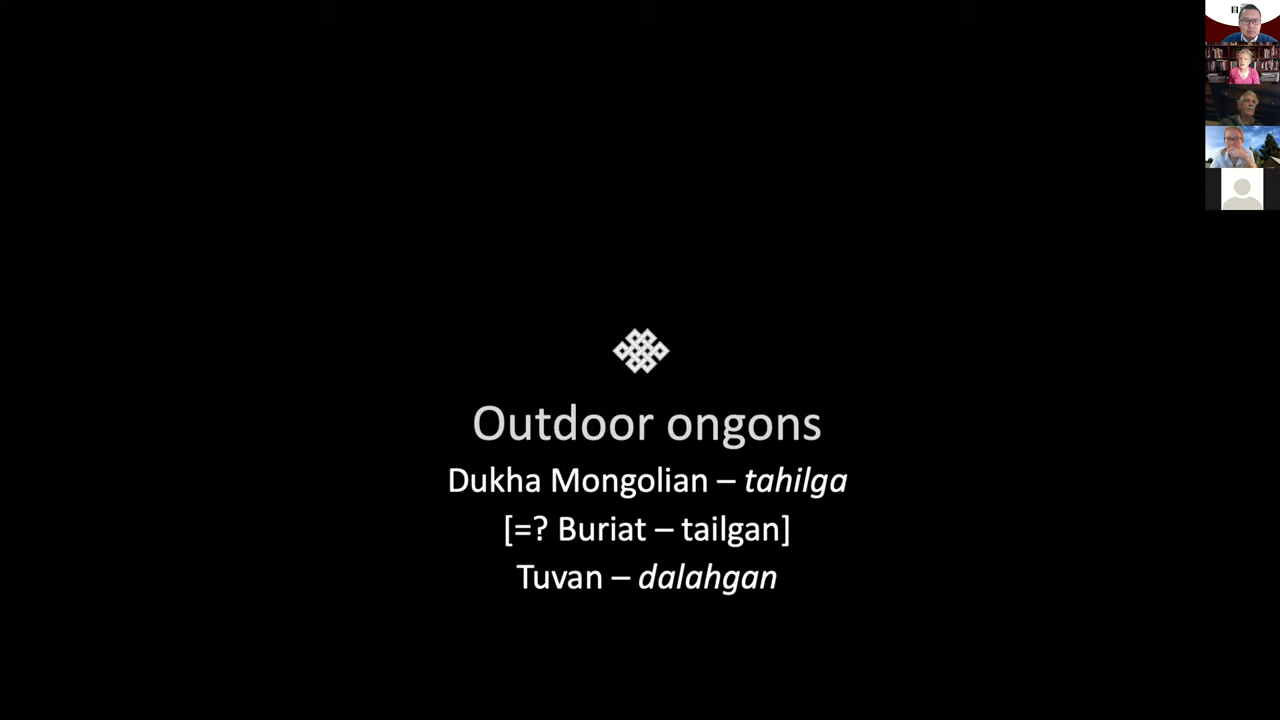 Outdoor ongons
Dukha Mongolian – tahilga
[=? Buriat – tailgan]
Tuvan – dalahgan